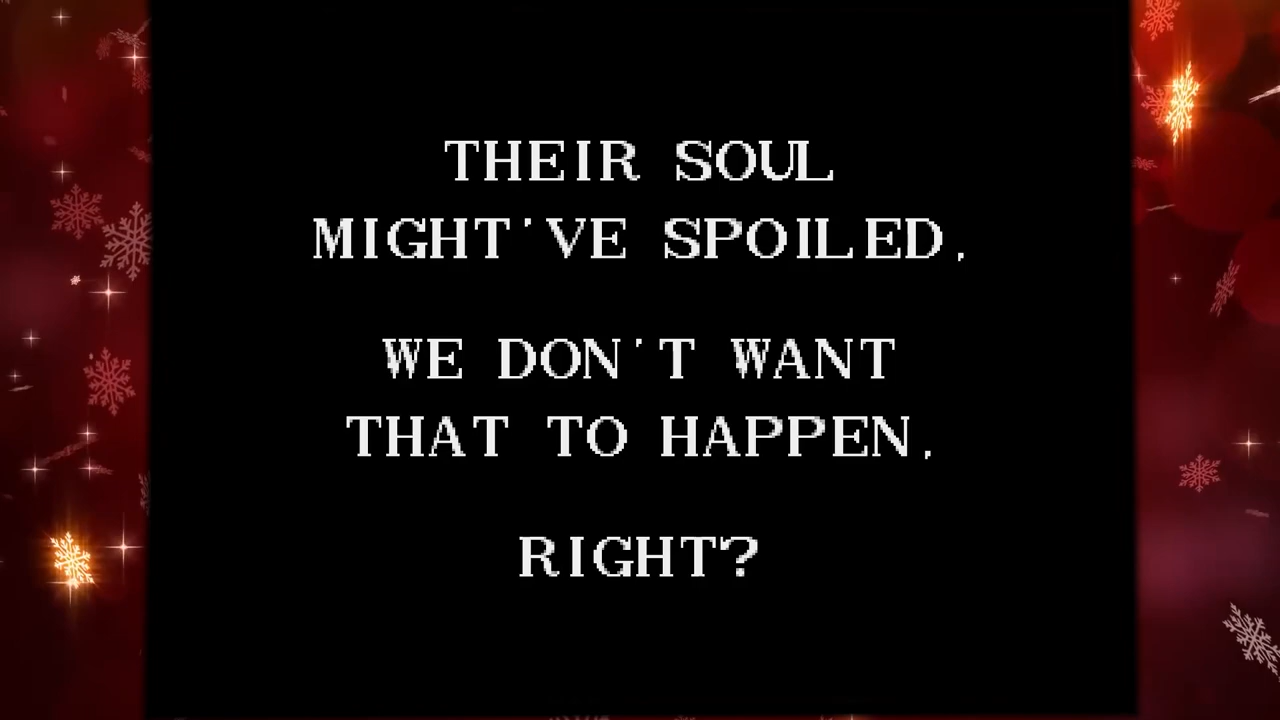 THEIR SOUL
MIGHT'VE SPOILED.
WE DON'T WANT
THAT TO HAPPEN.
RIGHT?